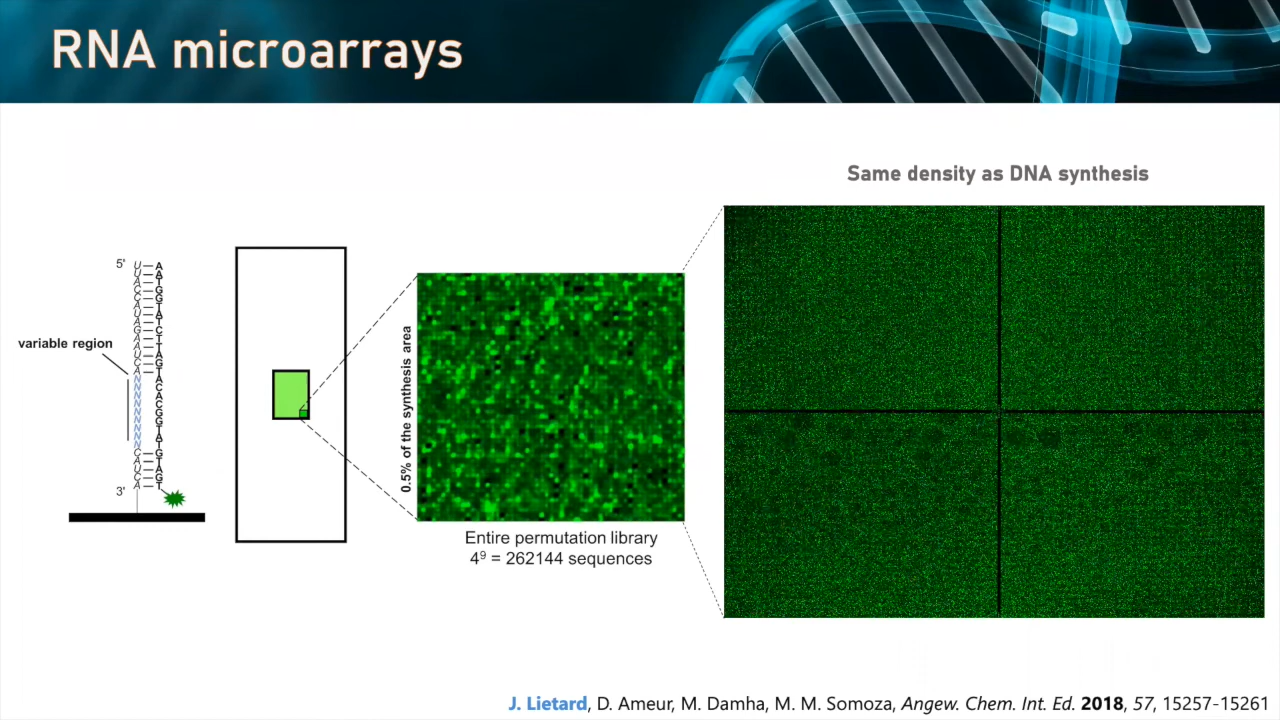 RNA microarrays
Same density as DNA synthesis
5'
U—A
U—A
A—T
C—G
C—G
A—T
U—A
A—T
G—C
A—T
A—T
U—A
C—G
A—T
variable region
N A
N C
N A
N C
N G
N G
N T
N A
N T
C—G
A—T
U—A
C—G
A—T
3'
0.5% of the synthesis area
Entire permutation library
4⁹ = 262144 sequences
J. Lietard, D. Ameur, M. Damha, M. M. Somoza, Angew. Chem. Int. Ed. 2018, 57, 15257-15261